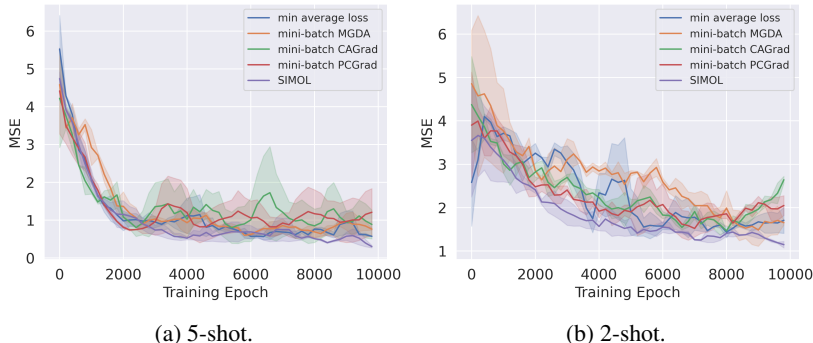 min average loss
mini-batch MGDA
mini-batch CAGrad
mini-batch PCGrad
SIMOL
MSE
6
5
4
3
2
1
0
0 2000 4000 6000 8000 10000
Training Epoch
(a) 5-shot.
min average loss
mini-batch MGDA
mini-batch CAGrad
mini-batch PCGrad
SIMOL
MSE
6
5
4
3
2
1
0 2000 4000 6000 8000 10000
Training Epoch
(b) 2-shot.